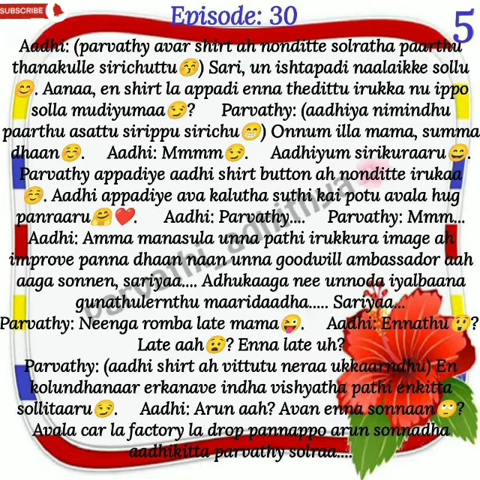 SUBSCRIBE
Episode: 30
5
Aadhi: (parvathy avar shirt ah nonditte solratha paarthu
thanakulle sirichuttu😚) Sari, un ishtapadi naalaikke sollu
😊. Aanaa, en shirt la appadi enna thedittu irukka nu ippo
solla mudiyumaa😏? Parvathy: (aadhiya nimindhu
paarthu asattu sirippu sirichu😁) Onnum illa mama, summa
dhaan☺️. Aadhi: Mmmm😏. Aadhiyum sirikuraaru😄.
Parvathy appadiye aadhi shirt button ah nonditte irukaa
☺️. Aadhi appadiye ava kalutha suthi kai potu avala hug
panraaru🤗❤️. Aadhi: Parvathy.... Parvathy: Mmm...
Aadhi: Amma manasula unna pathi irukkura image ah
improve panna dhaan naan unna goodwill ambassador aah
aaga sonnen, sariyaa.... Adhukaaga nee unnoda iyalbaana
gunathulernthu maaridaadha..... Sariyaa...
Parvathy: Neenga romba late mama😜. Aadhi: Ennathu😲?
Late aah😧? Enna late uh?
Parvathy: (aadhi shirt ah vittutu neraa ukkaarndhu) En
kolundhanaar erkanave indha vishyatha pathi enkitta
sollitaaru😏. Aadhi: Arun aah? Avan enna sonnaan🙄?
Avala car la factory la drop pannappo arun sonnadha
aadhikitta parvathy solraa....